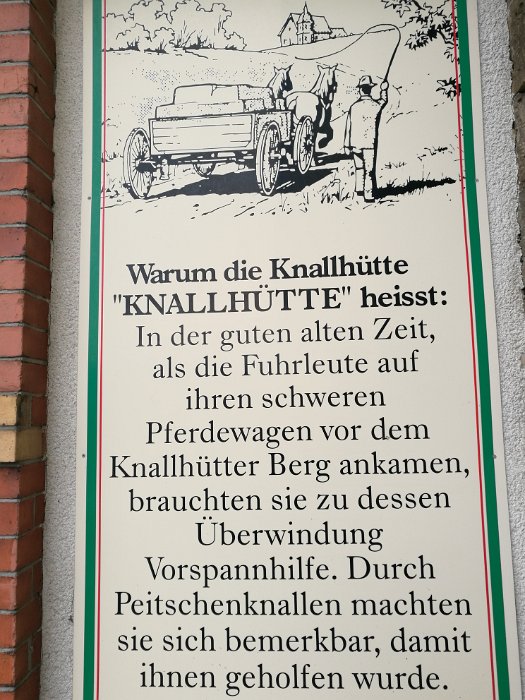 Warum die Knallhütte
"KNALLHÜTTE" heisst:
In der guten alten Zeit,
als die Fuhrleute auf
ihren schweren
Pferdewagen vor dem
Knallhütter Berg ankamen,
brauchten sie zu dessen
Überwindung
Vorspannhilfe. Durch
Peitschenknallen machten
sie sich bemerkbar, damit
ihnen geholfen wurde.